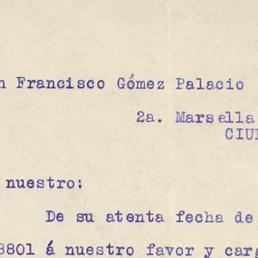 n Francisco Gómez Palacio
2a. Marsella
CIU
nuestro:
De su atenta fecha de
8801 á nuestro favor y carg